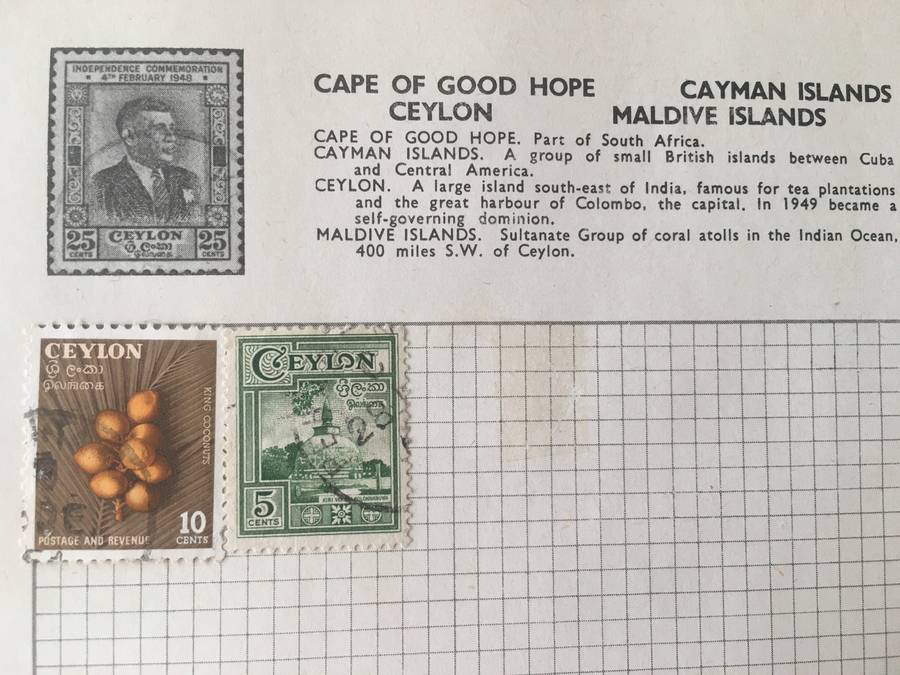 INDEPENDENCE COMMEMORATION
4TH FEBRUARY 1948
25 CEYLON 25
CENTS ශ්‍රී ලංකා CENTS
இலங்கை
CAPE OF GOOD HOPE CAYMAN ISLANDS
CEYLON MALDIVE ISLANDS
CAPE OF GOOD HOPE. Part of South Africa.
CAYMAN ISLANDS. A group of small British islands between Cuba
and Central America.
CEYLON. A large island south-east of India, famous for tea plantations
and the great harbour of Colombo, the capital. In 1949 became a
self-governing dominion.
MALDIVE ISLANDS. Sultanate Group of coral atolls in the Indian Ocean,
400 miles S.W. of Ceylon.
CEYLON
ශ්‍රී ලංකා
இலங்கை
KING COCONUTS
10
CENTS
POSTAGE AND REVENUE
CEYLON
ශ්‍රී ලංකා
இலங்கை
5
CENTS